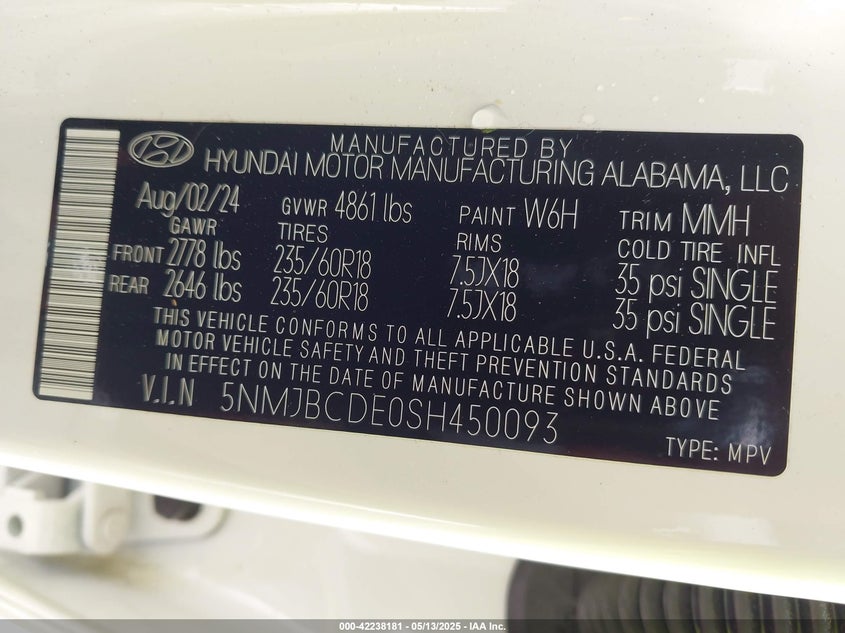 MANUFACTURED BY
HYUNDAI MOTOR MANUFACTURING ALABAMA, LLC
Aug/02/24 GVWR 4861 lbs PAINT W6H TRIM MMH
GAWR TIRES RIMS COLD TIRE INFL
FRONT 2778 lbs 235/60R18 7.5JX18 35 psi SINGLE
REAR 2646 lbs 235/60R18 7.5JX18 35 psi SINGLE
THIS VEHICLE CONFORMS TO ALL APPLICABLE U.S.A. FEDERAL
MOTOR VEHICLE SAFETY AND THEFT PREVENTION STANDARDS
IN EFFECT ON THE DATE OF MANUFACTURE SHOWN ABOVE
V.I.N 5NMJBCDE0SH450093
TYPE: MPV
000-42238181 - 05/13/2025 - IAA Inc.